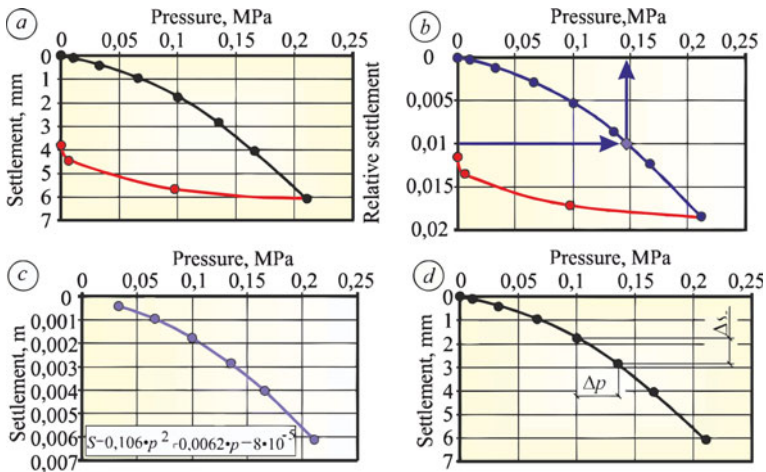 a
Pressure, MPa
0 0,05 0,1 0,15 0,2 0,25
Settlement, mm
0
1
2
3
4
5
6
7
b
Pressure, MPa
0 0,05 0,1 0,15 0,2 0,25
Relative settlement
0
0,005
0,01
0,015
0,02
c
Pressure, MPa
0 0,05 0,1 0,15 0,2 0,25
Settlement, m
0
0,001
0,002
0,003
0,004
0,005
0,006
0,007
S=0,106•p² +0,0062•p−8•10⁻⁵
d
Pressure, MPa
0 0,05 0,1 0,15 0,2 0,25
Settlement, mm
0
1
2
3
4
5
6
7
Δs
Δp